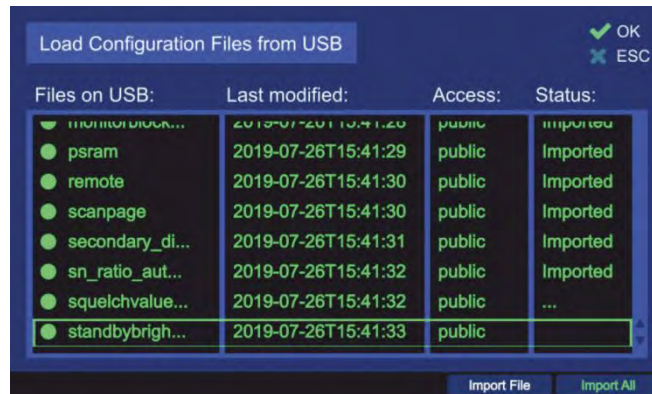 Load Configuration Files from USB
OK
ESC
Files on USB: Last modified: Access: Status:
monitorblock... public Imported
psram 2019-07-26T15:41:29 public Imported
remote 2019-07-26T15:41:30 public Imported
scanpage 2019-07-26T15:41:30 public Imported
secondary_di... 2019-07-26T15:41:31 public Imported
sn_ratio_aut... 2019-07-26T15:41:32 public Imported
squelchvalue... 2019-07-26T15:41:32 public ...
standbybrigh... 2019-07-26T15:41:33 public
Import File Import All